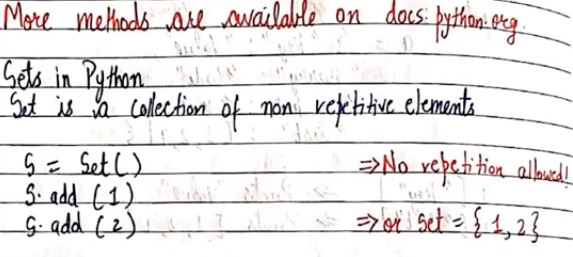 More methods are available on docs.python.org.
Sets in Python
Set is a collection of non repetitive elements
S = Set() ⇒ No repetition allowed!
S. add (1)
S. add (2) ⇒ or set = {1, 2}